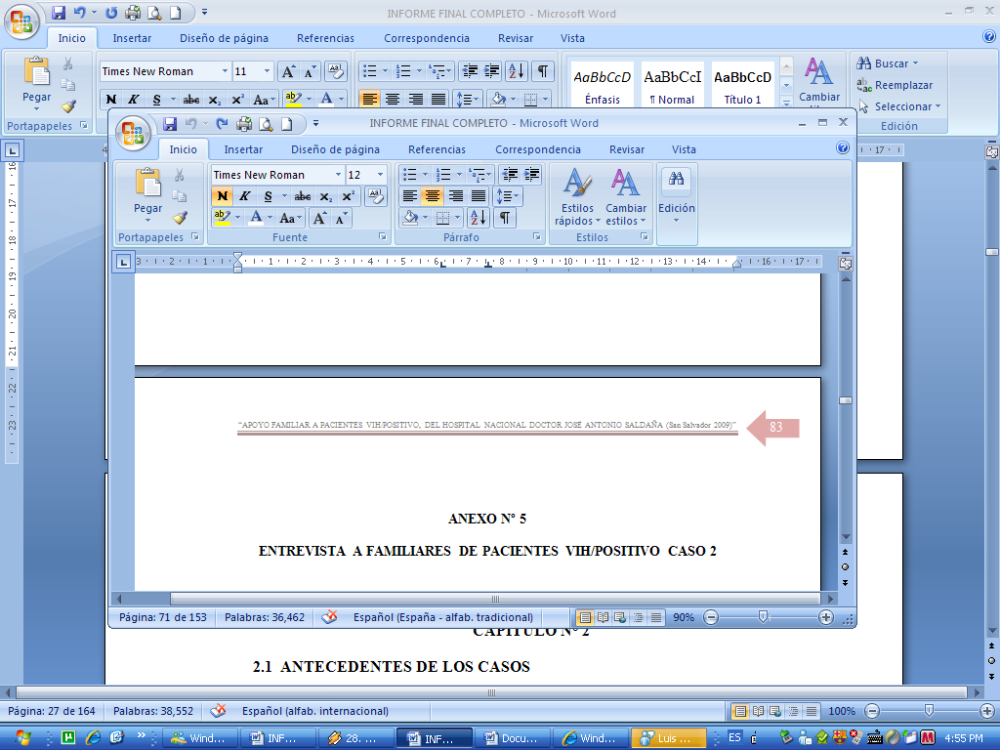 INFORME FINAL COMPLETO - Microsoft Word
Inicio Insertar Diseño de página Referencias Correspondencia Revisar Vista
Pegar
Portapapeles
Times New Roman 11
N K S abc x₂ x² Aa ab A
AaBbCcD AaBbCcI AaBbCcD
Énfasis ¶ Normal Título 1
Cambiar
Buscar
Reemplazar
Seleccionar
Edición
INFORME FINAL COMPLETO - Microsoft Word
Inicio Insertar Diseño de página Referencias Correspondencia Revisar Vista
Pegar
Portapapeles
Times New Roman 12
N K S abc x₂ x²
ab A Aa A A
Fuente
Párrafo
Estilos rápidos
Cambiar estilos
Estilos
Edición
3 2 1 1 2 3 4 5 6 7 8 9 10 11 12 13 14 16 17
"APOYO FAMILIAR A PACIENTES VIH/POSITIVO, DEL HOSPITAL NACIONAL DOCTOR JOSÉ ANTONIO SALDAÑA (San Salvador 2009)"
83
ANEXO Nº 5
ENTREVISTA A FAMILIARES DE PACIENTES VIH/POSITIVO CASO 2
Página: 71 de 153 Palabras: 36,462 Español (España - alfab. tradicional) 90%
CAPITULO Nº 2
2.1 ANTECEDENTES DE LOS CASOS
Página: 27 de 164 Palabras: 38,552 Español (alfab. internacional) 100%
Wind... INF... 28. ... INF... Docu... Wind... Luis ... ES 4:55 PM